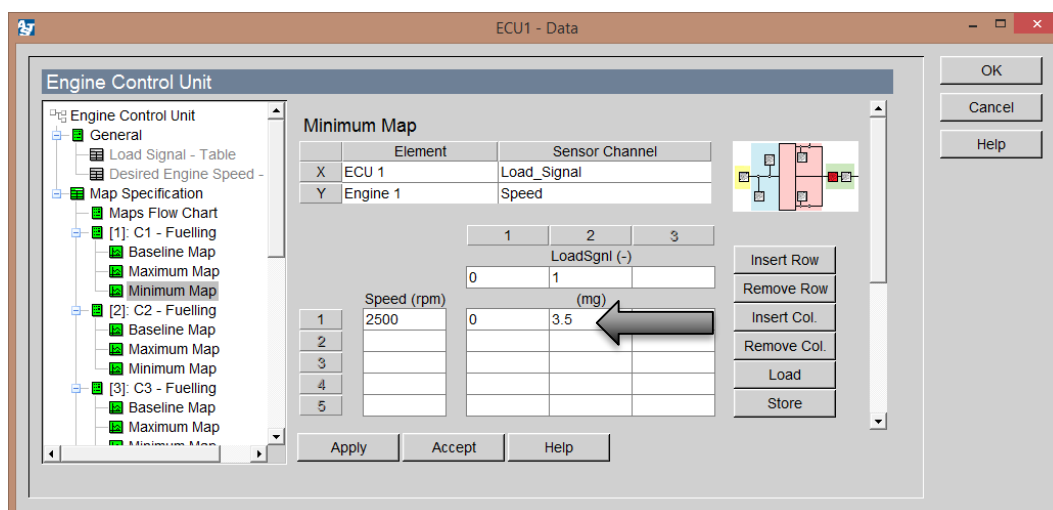 ECU1 - Data
Engine Control Unit
OK
Cancel
Help
Engine Control Unit
General
Load Signal - Table
Desired Engine Speed -
Map Specification
Maps Flow Chart
[1]: C1 - Fuelling
Baseline Map
Maximum Map
Minimum Map
[2]: C2 - Fuelling
Baseline Map
Maximum Map
Minimum Map
[3]: C3 - Fuelling
Baseline Map
Maximum Map
Minimum Map
Minimum Map
Element Sensor Channel
X ECU 1 Load_Signal
Y Engine 1 Speed
1 2 3
LoadSgnl (-)
0 1
Speed (rpm) (mg)
1 2500 0 3.5
2
3
4
5
Insert Row
Remove Row
Insert Col.
Remove Col.
Load
Store
Apply Accept Help